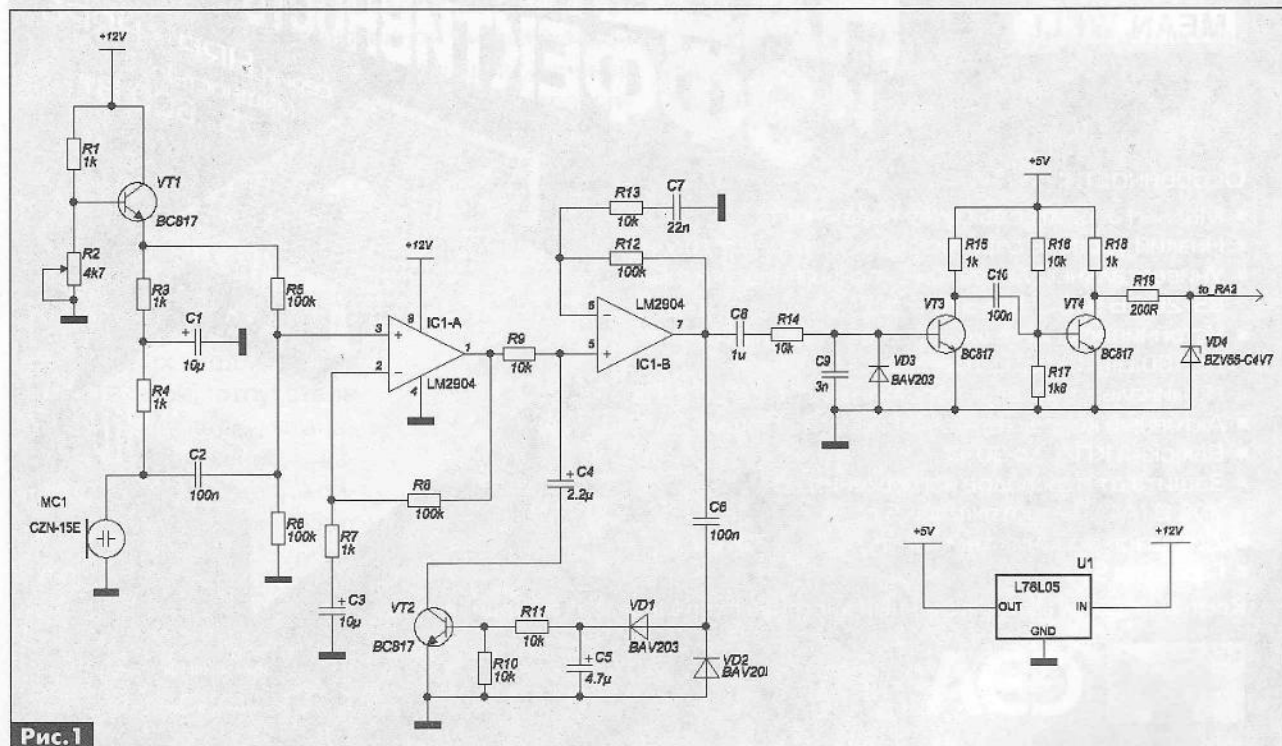 +12V
R1
1k
VT1
BC817
R2
4k7
R3
1k
C1
+
10µ
R4
1k
R5
100k
C2
100n
MC1
CZN-15E
R6
100k
+12V
3
+
8
IC1-A
1
2
–
4
LM2904
R7
1k
R8
100k
+ C3
10µ
R9
10k
R13
10k
C7
22n
R12
100k
LM2904
6
–
7
5
+
IC1-B
+ C4
2.2µ
C6
100n
VT2
BC817
R11
10k
R10
10k
+ C5
4.7µ
VD1
BAV203
VD2
C8
1u
R14
10k
C9
3n
VD3
BAV203
+5V
R15
1k
C10
100n
R16
10k
R18
1k
VT3
BC817
VT4
BC817
R17
1k8
R19
200R
to_RA2
VD4
+5V
+12V
U1
L78L05
OUT
IN
GND
Рис.1